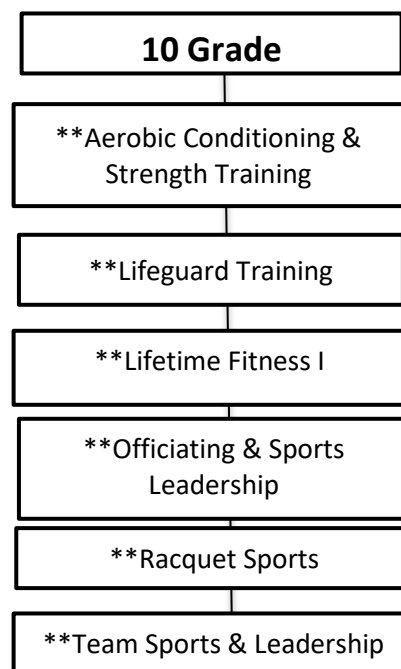 10 Grade
**Aerobic Conditioning &
Strength Training
**Lifeguard Training
**Lifetime Fitness I
**Officiating & Sports
Leadership
**Racquet Sports
**Team Sports & Leadership